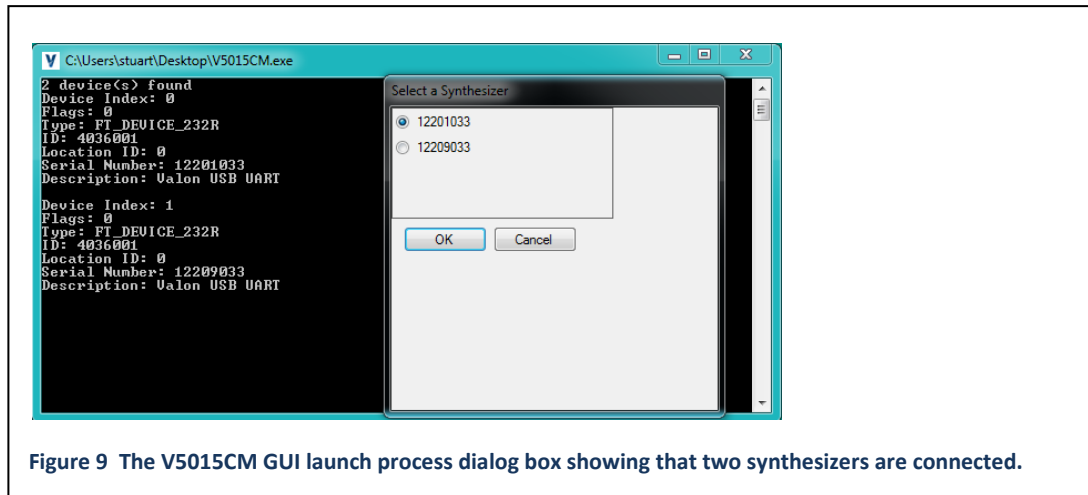 C:\Users\stuart\Desktop\V5015CM.exe
2 device(s) found
Device Index: 0
Flags: 0
Type: FT_DEVICE_232R
ID: 4036001
Location ID: 0
Serial Number: 12201033
Description: Valon USB UART
Device Index: 1
Flags: 0
Type: FT_DEVICE_232R
ID: 4036001
Location ID: 0
Serial Number: 12209033
Description: Valon USB UART
Select a Synthesizer
12201033
12209033
OK Cancel
Figure 9 The V5015CM GUI launch process dialog box showing that two synthesizers are connected.